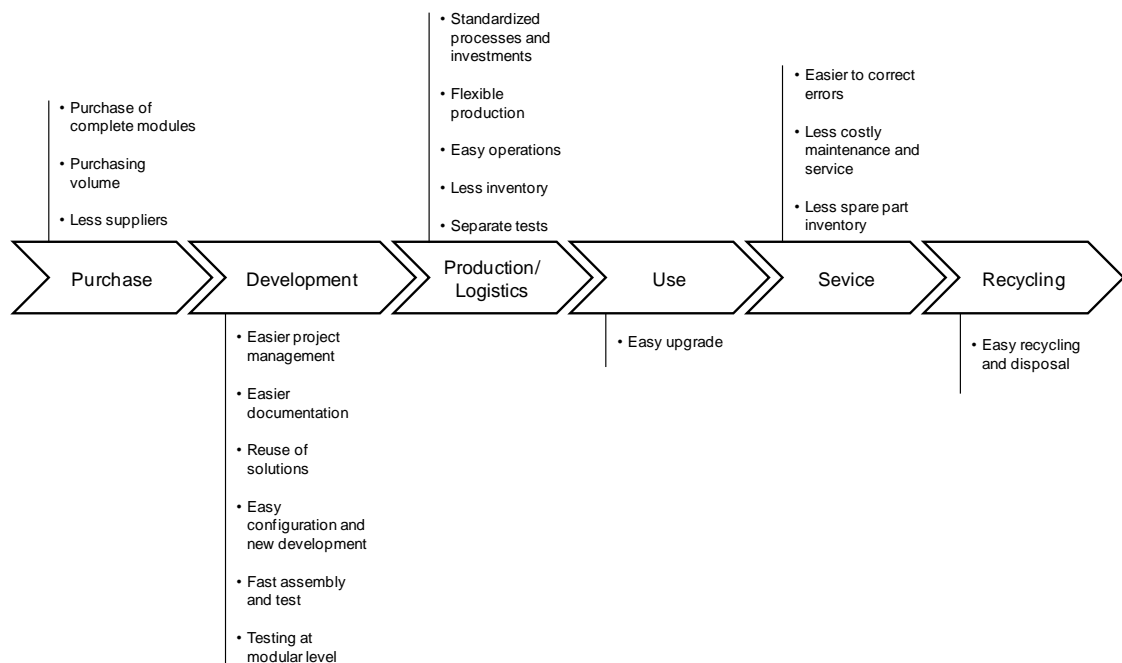 • Standardized
processes and
investments
• Flexible
production
• Easy operations
• Less inventory
• Separate tests
• Easier to correct
errors
• Less costly
maintenance and
service
• Less spare part
inventory
• Purchase of
complete modules
• Purchasing
volume
• Less suppliers
Purchase
Development
Production/
Logistics
Use
Sevice
Recycling
• Easier project
management
• Easier
documentation
• Reuse of
solutions
• Easy
configuration and
new development
• Fast assembly
and test
• Testing at
modular level
• Easy upgrade
• Easy recycling
and disposal